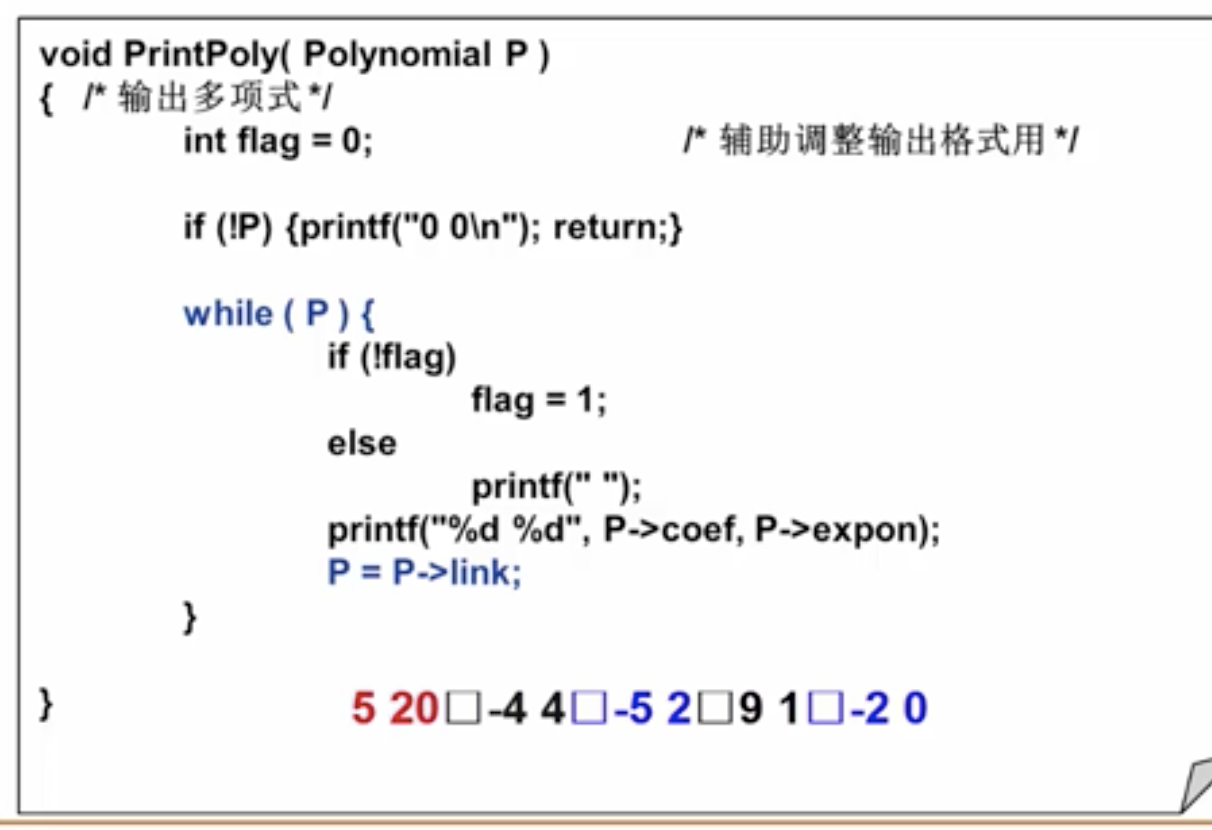 void PrintPoly( Polynomial P )
{ /* 输出多项式 */
int flag = 0; /* 辅助调整输出格式用 */
if (!P) {printf("0 0\n"); return;}
while ( P ) {
if (!flag)
flag = 1;
else
printf(" ");
printf("%d %d", P->coef, P->expon);
P = P->link;
}
} 5 20□-4 4□-5 2□9 1□-2 0